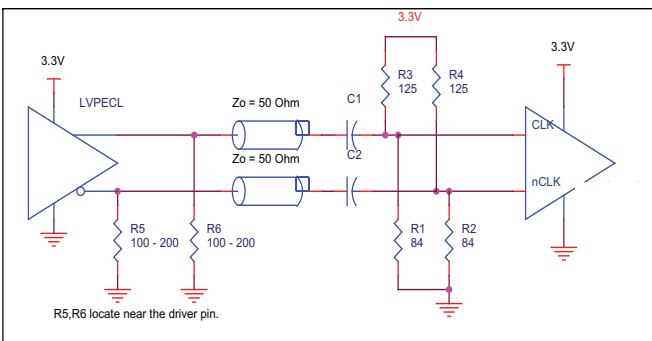 3.3V
3.3V
3.3V
LVPECL
R3
125
R4
125
Zo = 50 Ohm
C1
CLK
Zo = 50 Ohm
C2
nCLK
R5
100 - 200
R6
100 - 200
R1
84
R2
84
R5,R6 locate near the driver pin.